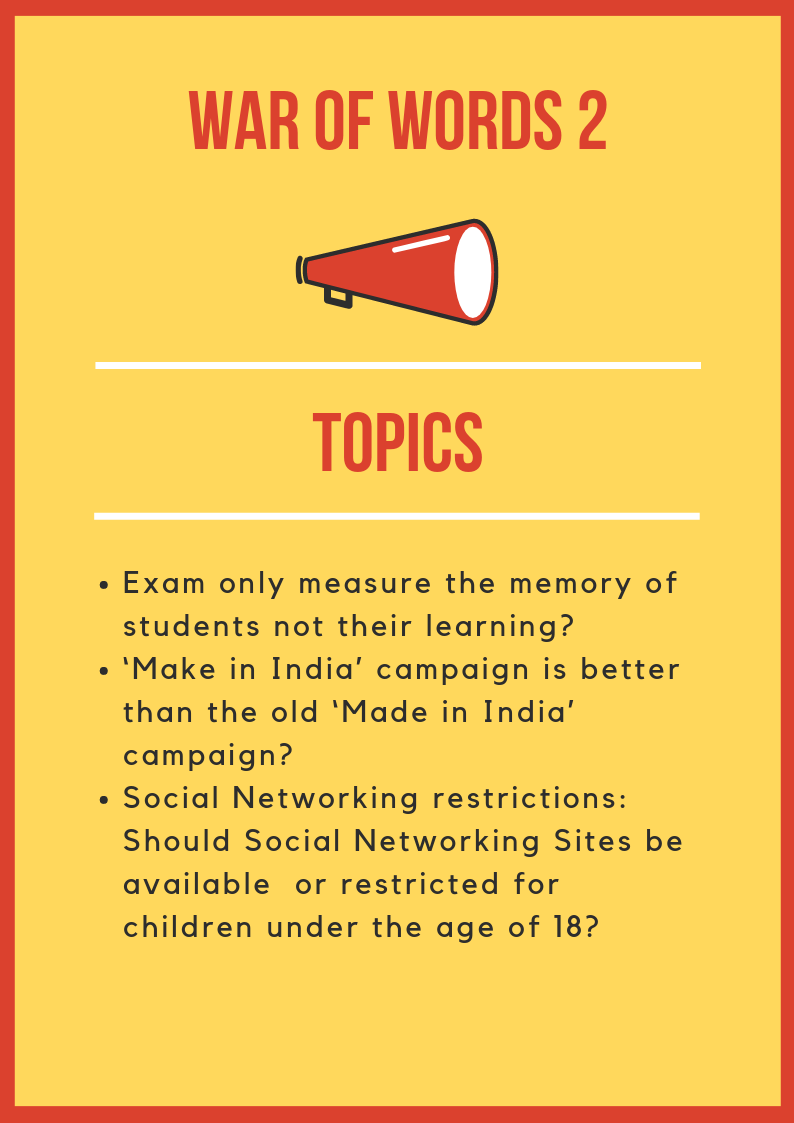 WAR OF WORDS 2
TOPICS
• Exam only measure the memory of
students not their learning?
• ‘Make in India’ campaign is better
than the old ‘Made in India’
campaign?
• Social Networking restrictions:
Should Social Networking Sites be
available  or restricted for
children under the age of 18?